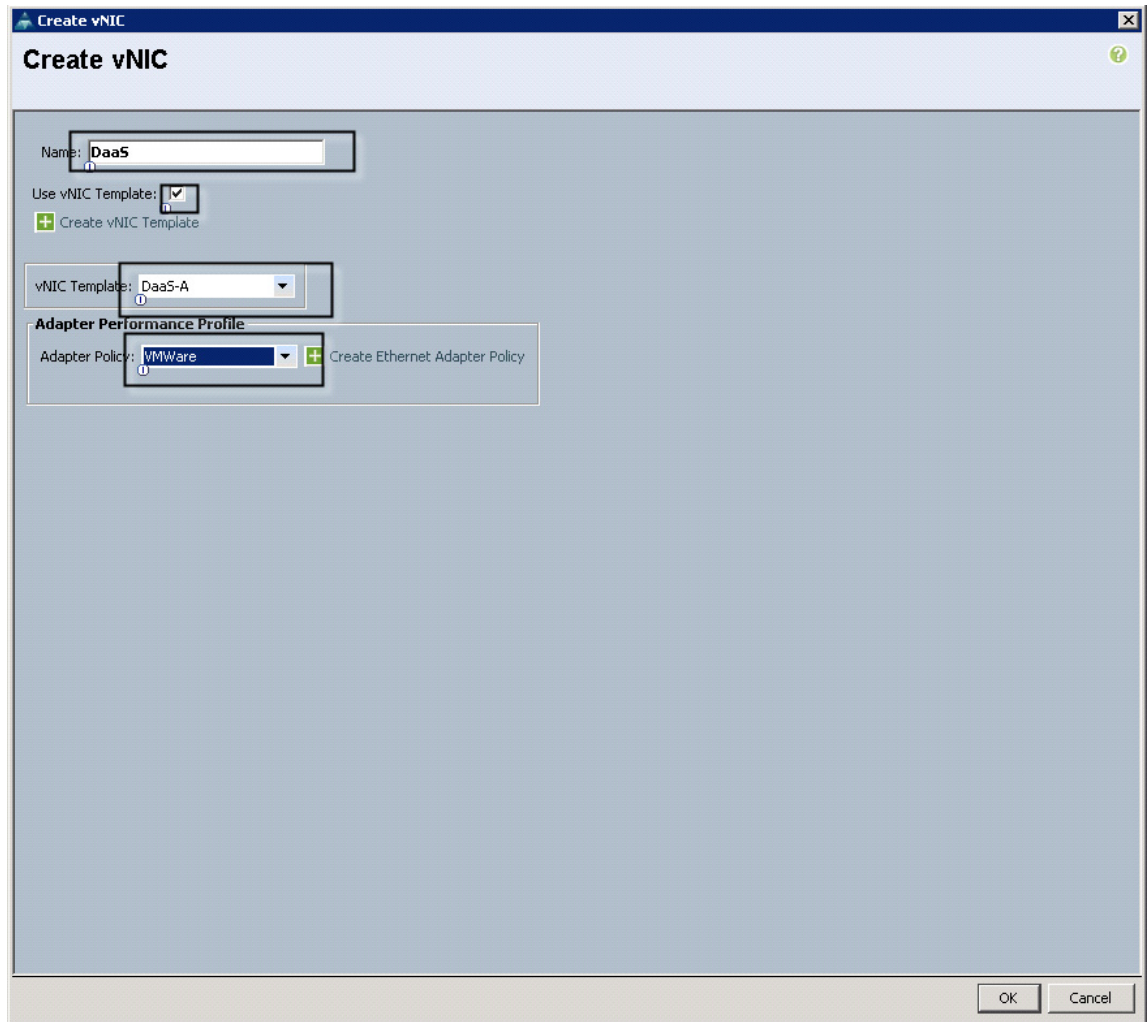 Create vNIC
Create vNIC
Name: DaaS
Use vNIC Template:
Create vNIC Template
vNIC Template: DaaS-A
Adapter Performance Profile
Adapter Policy: VMWare Create Ethernet Adapter Policy
OK Cancel